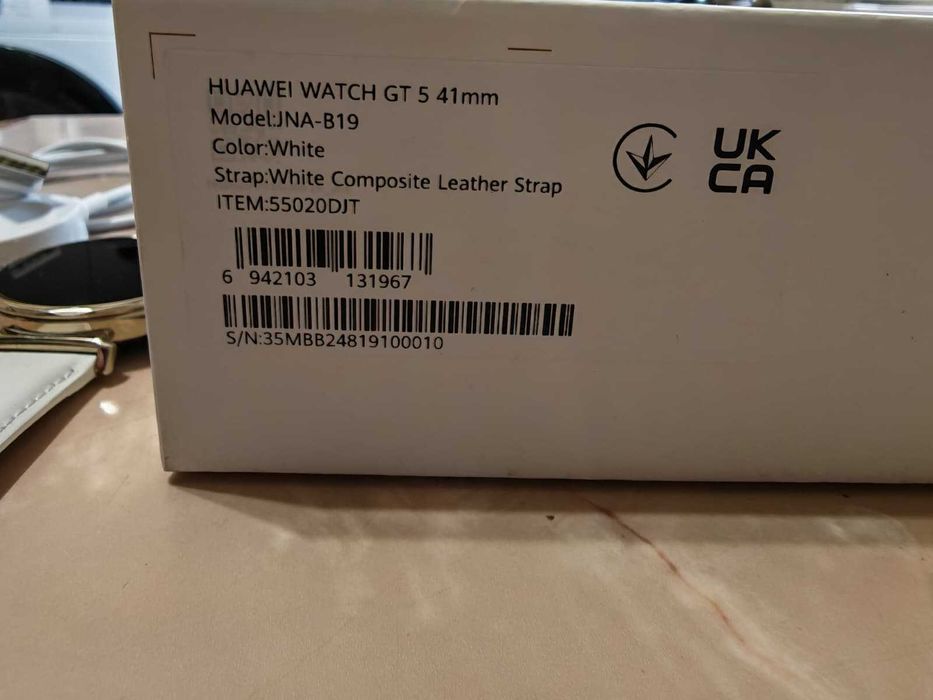 HUAWEI WATCH GT 5 41mm
Model:JNA-B19
Color:White
Strap:White Composite Leather Strap
ITEM:55020DJT
6 942103 131967
S/N:35MBB24819100010
UK
CA